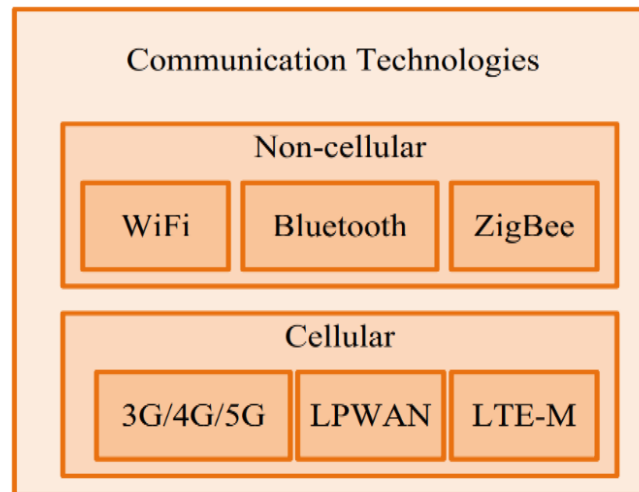 Communication Technologies
Non-cellular
WiFi
Bluetooth
ZigBee
Cellular
3G/4G/5G
LPWAN
LTE-M